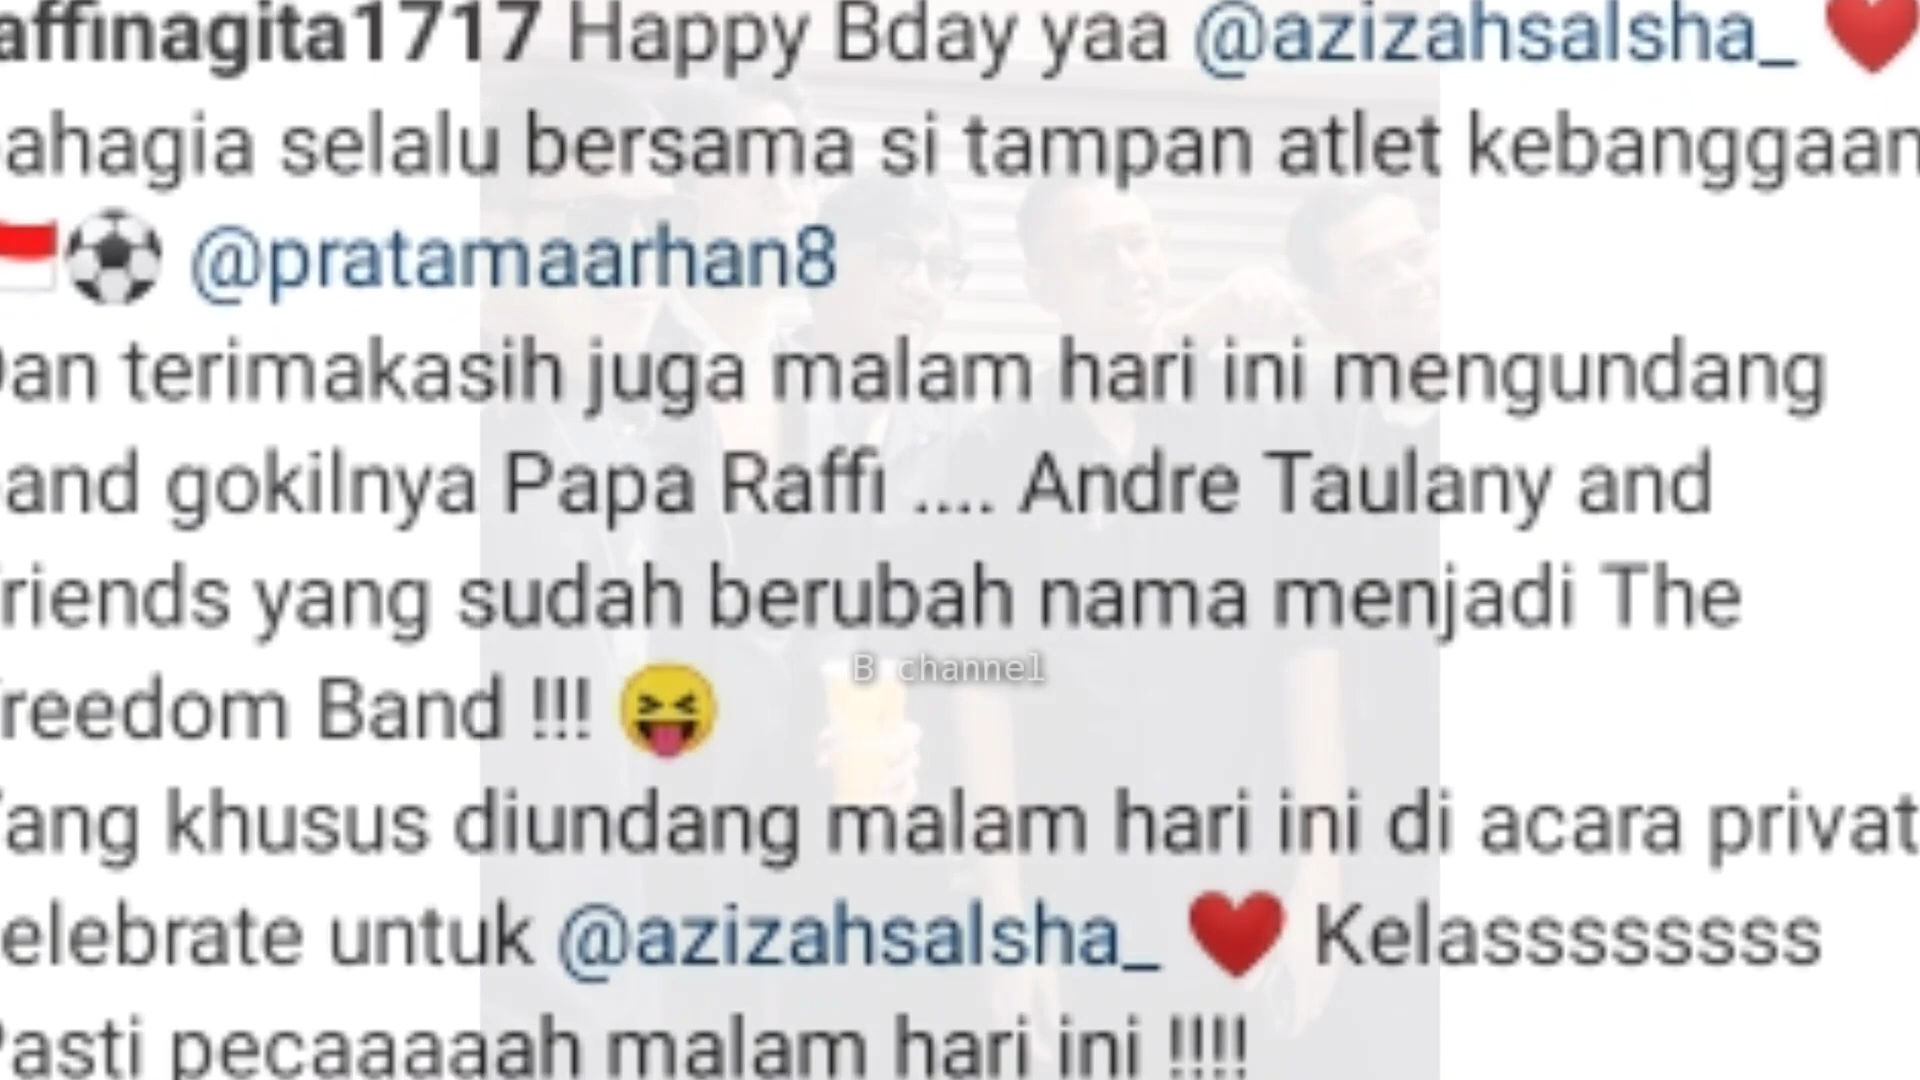 affinagita1717 Happy Bday yaa @azizahsalsha_ ❤️
ahagia selalu bersama si tampan atlet kebanggaan
🇮🇩⚽ @pratamaarhan8
an terimakasih juga malam hari ini mengundang
and gokilnya Papa Raffi .... Andre Taulany and
riends yang sudah berubah nama menjadi The
reedom Band !!! 😝
B channel
ang khusus diundang malam hari ini di acara privat
elebrate untuk @azizahsalsha_ ❤️ Kelasssssssss
Pasti pecaaaaah malam hari ini !!!!